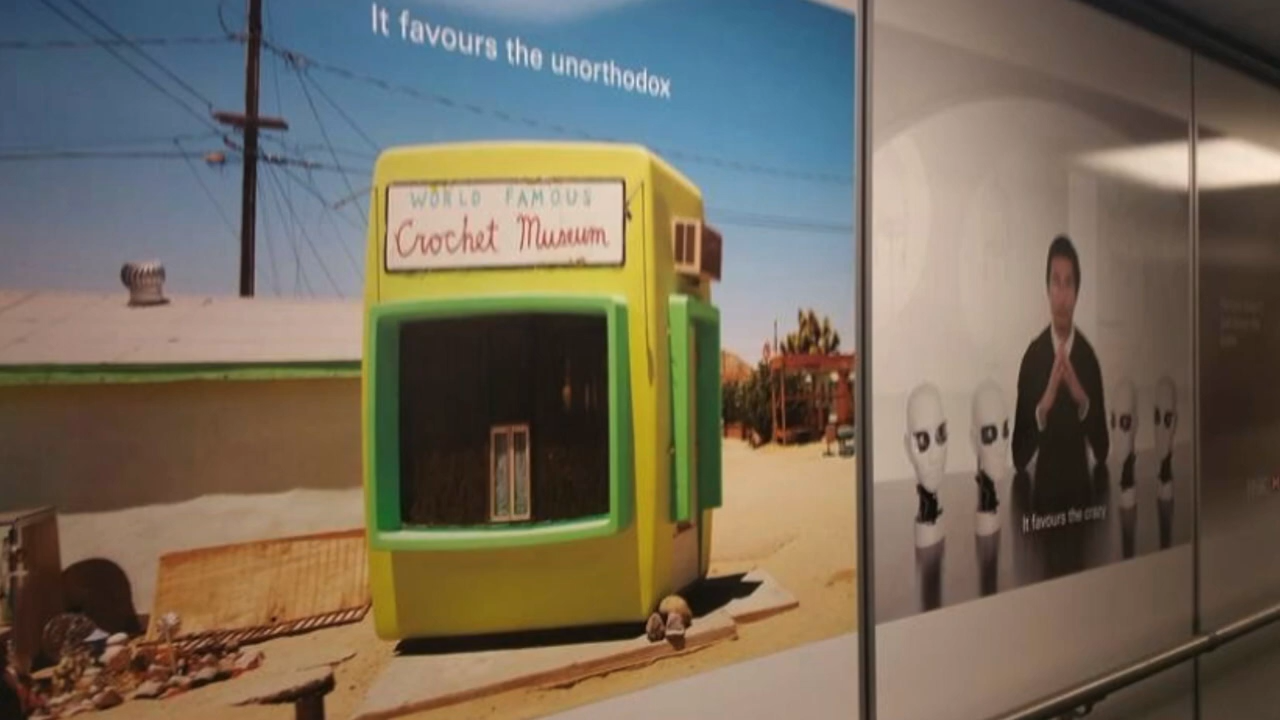 It favours the unorthodox
WORLD FAMOUS
Crochet Museum
It favours the crazy